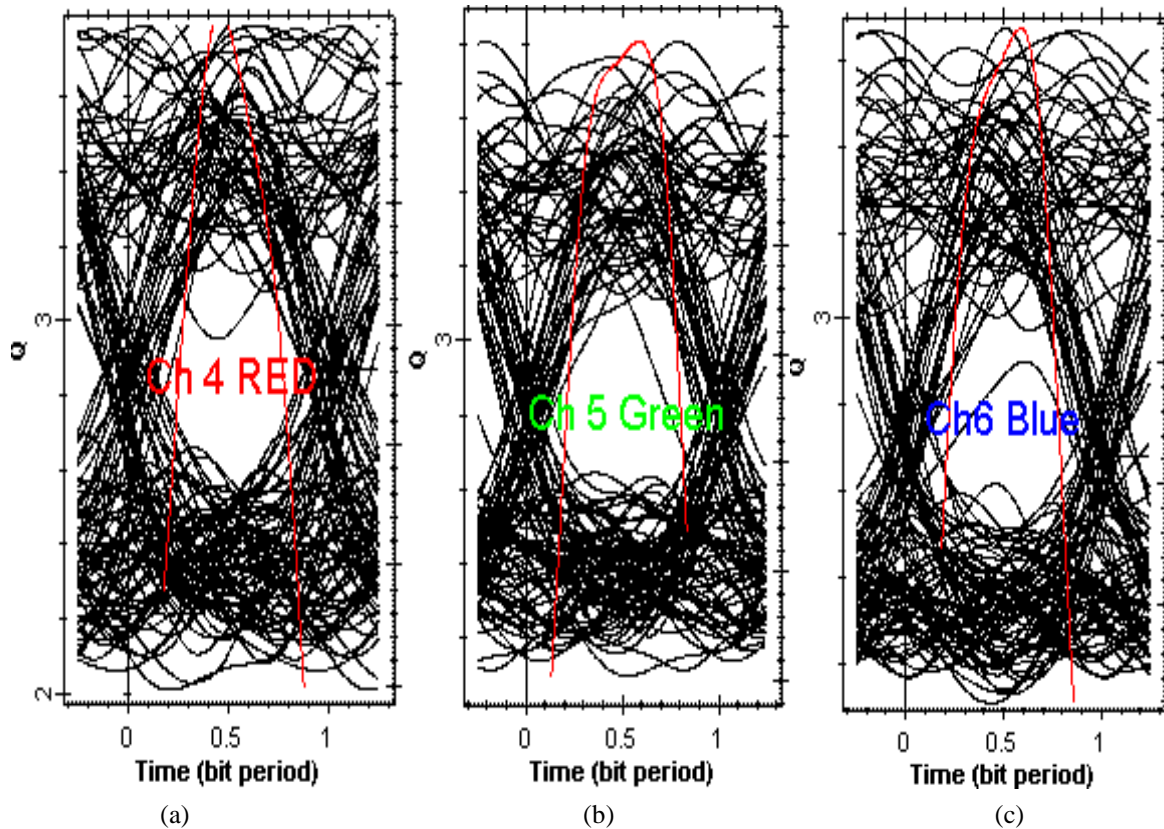 Q
3
2
Ch 4 RED
0
0.5
1
Time (bit period)
(a)
Q
3
Ch 5 Green
0
0.5
1
Time (bit period)
(b)
Q
3
Ch6 Blue
0
0.5
1
Time (bit period)
(c)